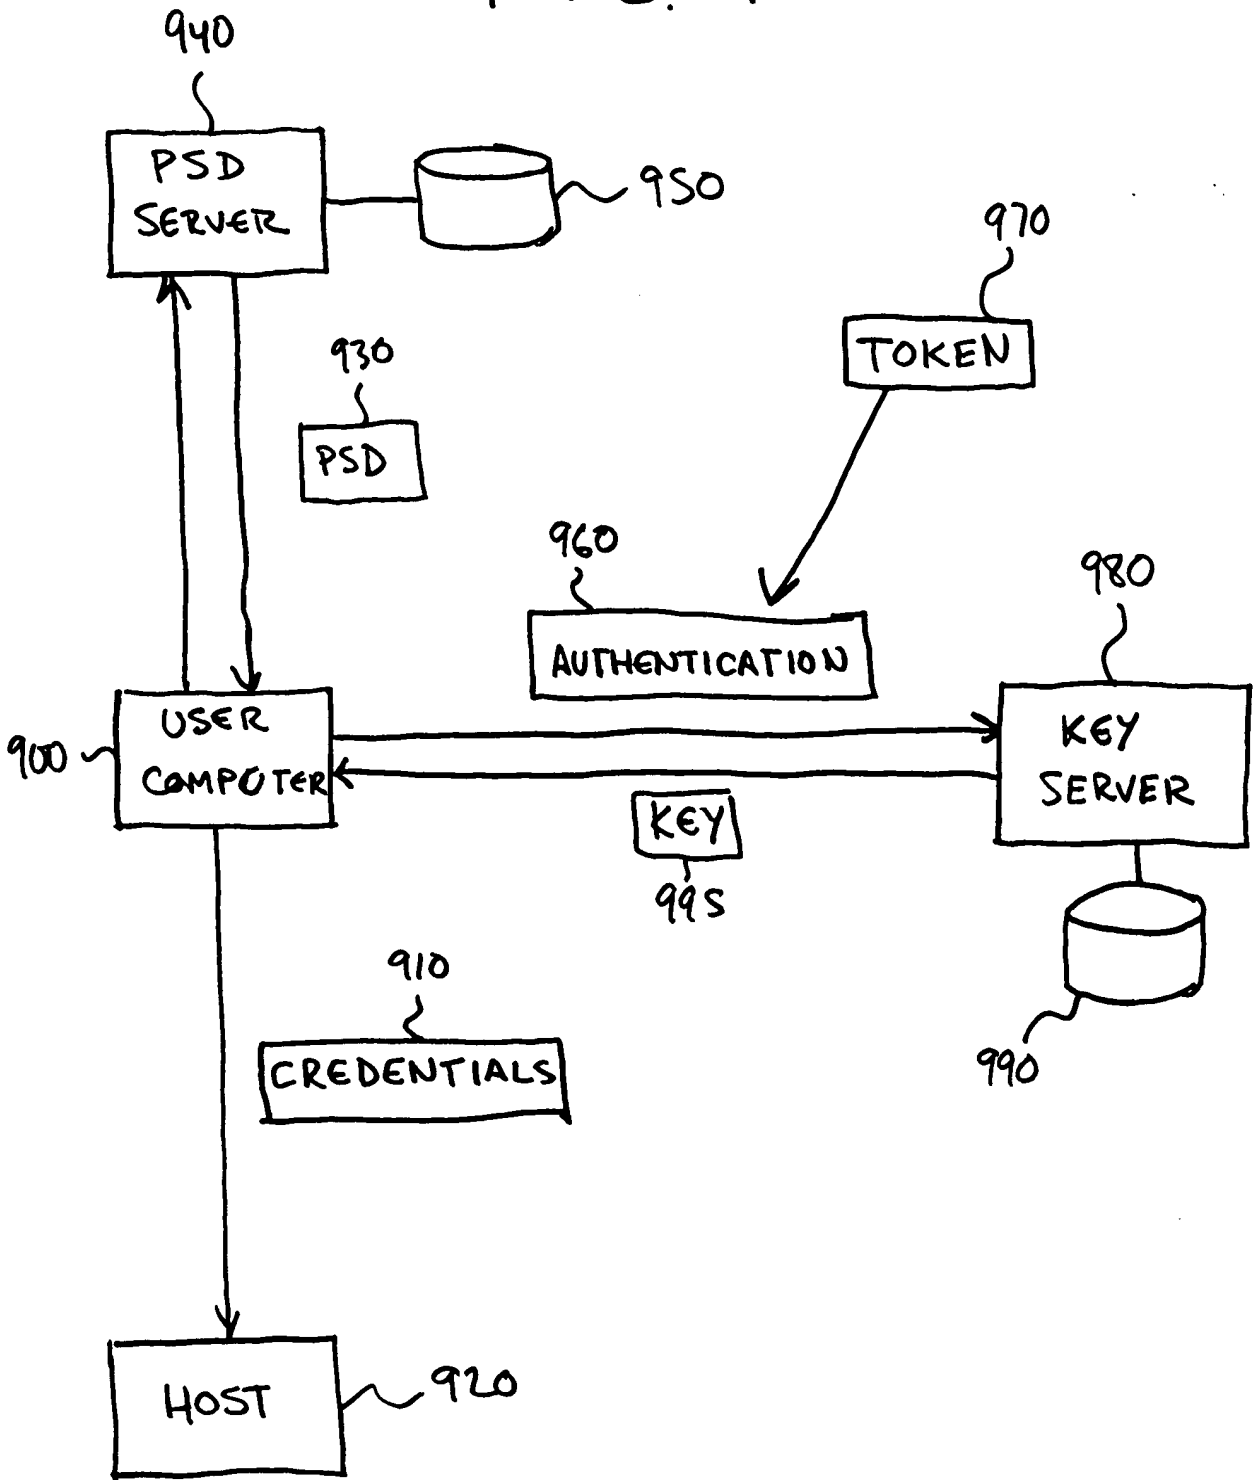 940
PSD
SERVER
950
970
TOKEN
930
PSD
960
AUTHENTICATION
980
900
USER
COMPUTER
KEY
SERVER
KEY
995
910
CREDENTIALS
990
HOST
920